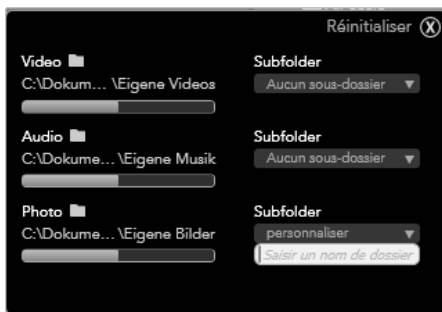 Réinitialiser X
Video
Subfolder
C:\Dokum... \Eigene Videos
Aucun sous-dossier
Audio
Subfolder
C:\Dokume... \Eigene Musik
Aucun sous-dossier
Photo
Subfolder
C:\Dokume... \Eigene Bilder
personnaliser
Saisir un nom de dossier